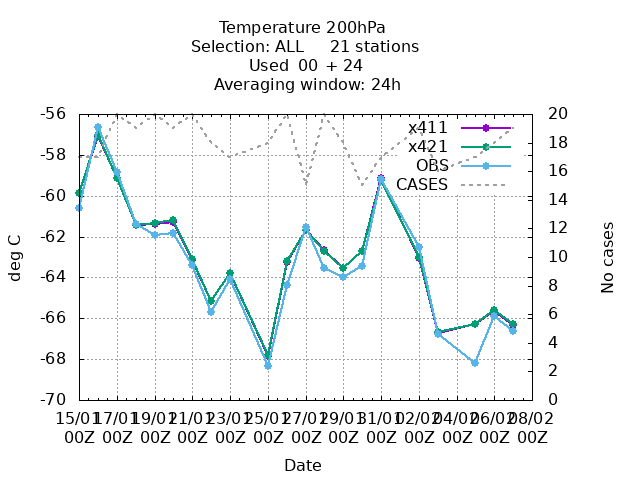 Temperature 200hPa
Selection: ALL 21 stations
Used 00 + 24
Averaging window: 24h
-56 20
x411
-58 18
x421
OBS 16
CASES
-60 14
-62 12
deg C
No cases
10
-64
8
-66 6
4
-68
2
-70 0
15/01 17/01 19/01 21/01 23/01 25/01 27/01 29/01 31/01 02/02 04/02 06/02 08/02
00Z 00Z 00Z 00Z 00Z 00Z 00Z 00Z 00Z 00Z 00Z 00Z 00Z
Date